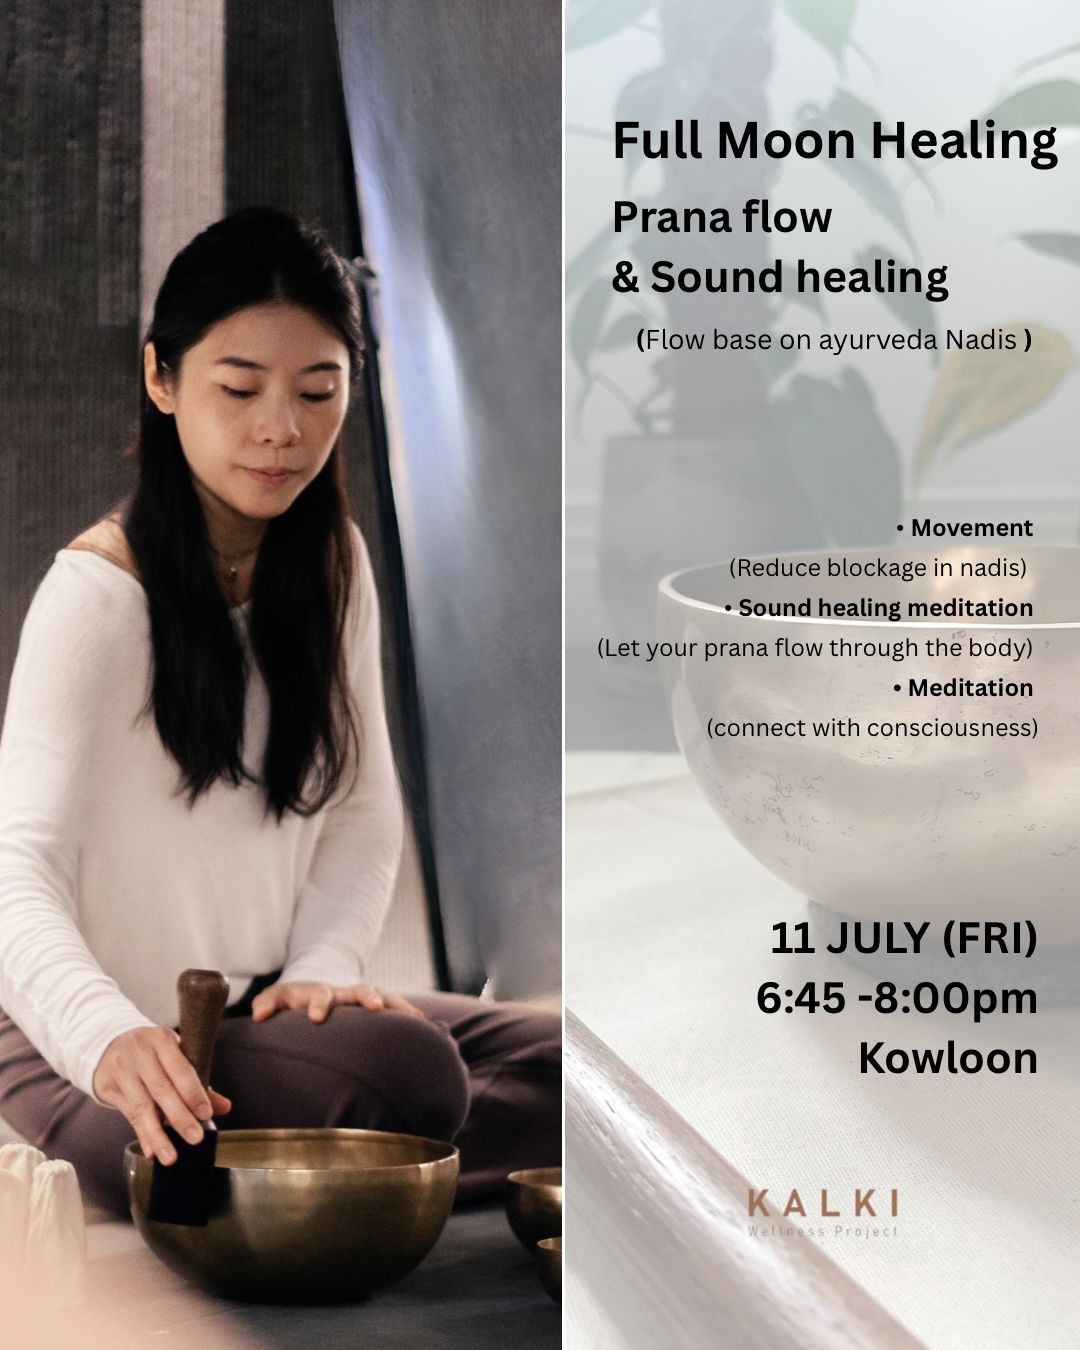 Full Moon Healing
Prana flow
& Sound healing
(Flow base on ayurveda Nadis )
• Movement
(Reduce blockage in nadis)
• Sound healing meditation
(Let your prana flow through the body)
• Meditation
(connect with consciousness)
11 JULY (FRI)
6:45 -8:00pm
Kowloon
KALKI
Wellness Project